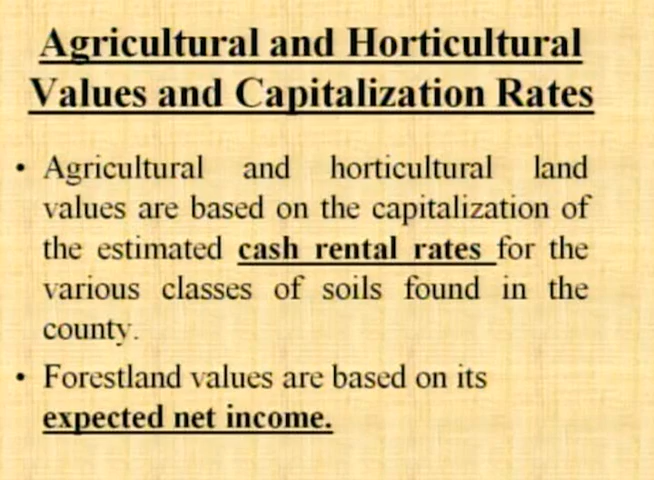 Agricultural and Horticultural
Values and Capitalization Rates
• Agricultural and horticultural land
values are based on the capitalization of
the estimated cash rental rates for the
various classes of soils found in the
county.
• Forestland values are based on its
expected net income.